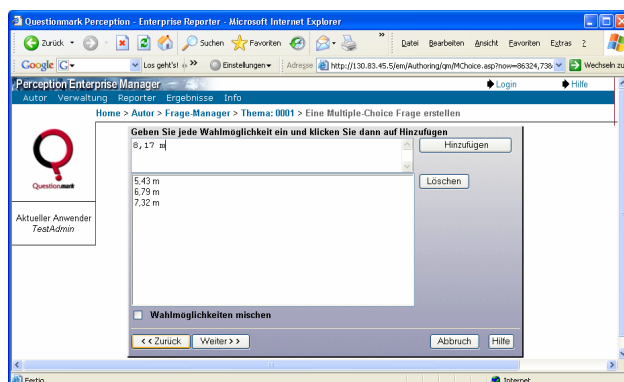 Questionmark Perception - Enterprise Reporter - Microsoft Internet Explorer
Zurück Suchen Favoriten » Datei Bearbeiten Ansicht Favoriten Extras ?
Google G Los geht's! » Einstellungen Adresse http://130.83.45.5/em/Authoring/qm/MChoice.asp?now=86324,738 Wechseln zu
Perception Enterprise Manager Login Hilfe
Autor Verwaltung Reporter Ergebnisse Info
Home > Autor > Frage-Manager > Thema: 0001 > Eine Multiple-Choice Frage erstellen
Geben Sie jede Wahlmöglichkeit ein und klicken Sie dann auf Hinzufügen
8,17 m Hinzufügen
Questionmark
5,43 m Löschen
6,79 m
7,32 m
Aktueller Anwender
TestAdmin
Wahlmöglichkeiten mischen
<< Zurück Weiter >> Abbruch Hilfe
Fertig Internet